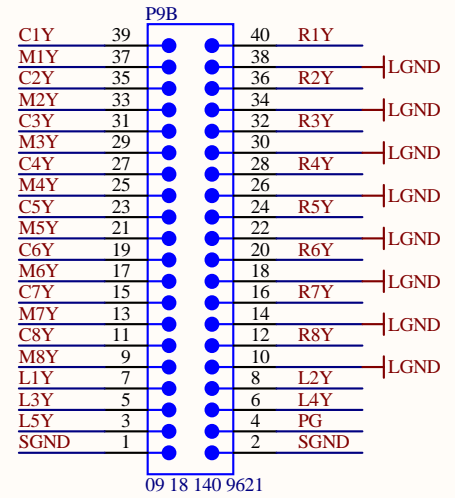 P9B
C1Y 39 40 R1Y
M1Y 37 38 LGND
C2Y 35 36 R2Y
M2Y 33 34 LGND
C3Y 31 32 R3Y
M3Y 29 30 LGND
C4Y 27 28 R4Y
M4Y 25 26 LGND
C5Y 23 24 R5Y
M5Y 21 22 LGND
C6Y 19 20 R6Y
M6Y 17 18 LGND
C7Y 15 16 R7Y
M7Y 13 14 LGND
C8Y 11 12 R8Y
M8Y 9 10 LGND
L1Y 7 8 L2Y
L3Y 5 6 L4Y
L5Y 3 4 PG
SGND 1 2 SGND
09 18 140 9621